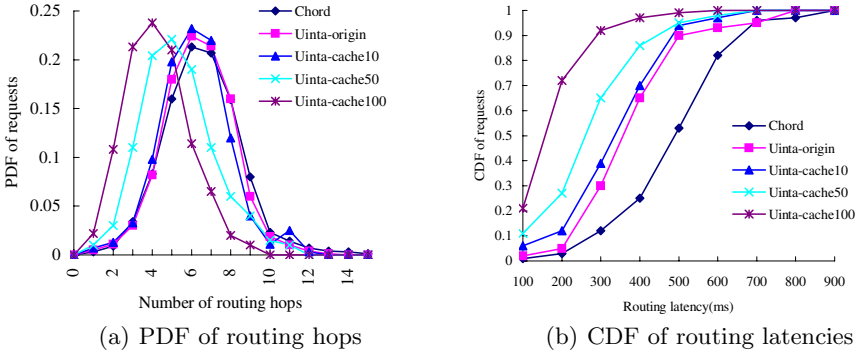 0.25
0.2
0.15
0.1
0.05
0
PDF of requests
0 2 4 6 8 10 12 14
Number of routing hops
Chord
Uinta-origin
Uinta-cache10
Uinta-cache50
Uinta-cache100
(a) PDF of routing hops
1
0.9
0.8
0.7
0.6
0.5
0.4
0.3
0.2
0.1
0
CDF of requests
100 200 300 400 500 600 700 800 900
Routing latency(ms)
Chord
Uinta-origin
Uinta-cache10
Uinta-cache50
Uinta-cache100
(b) CDF of routing latencies